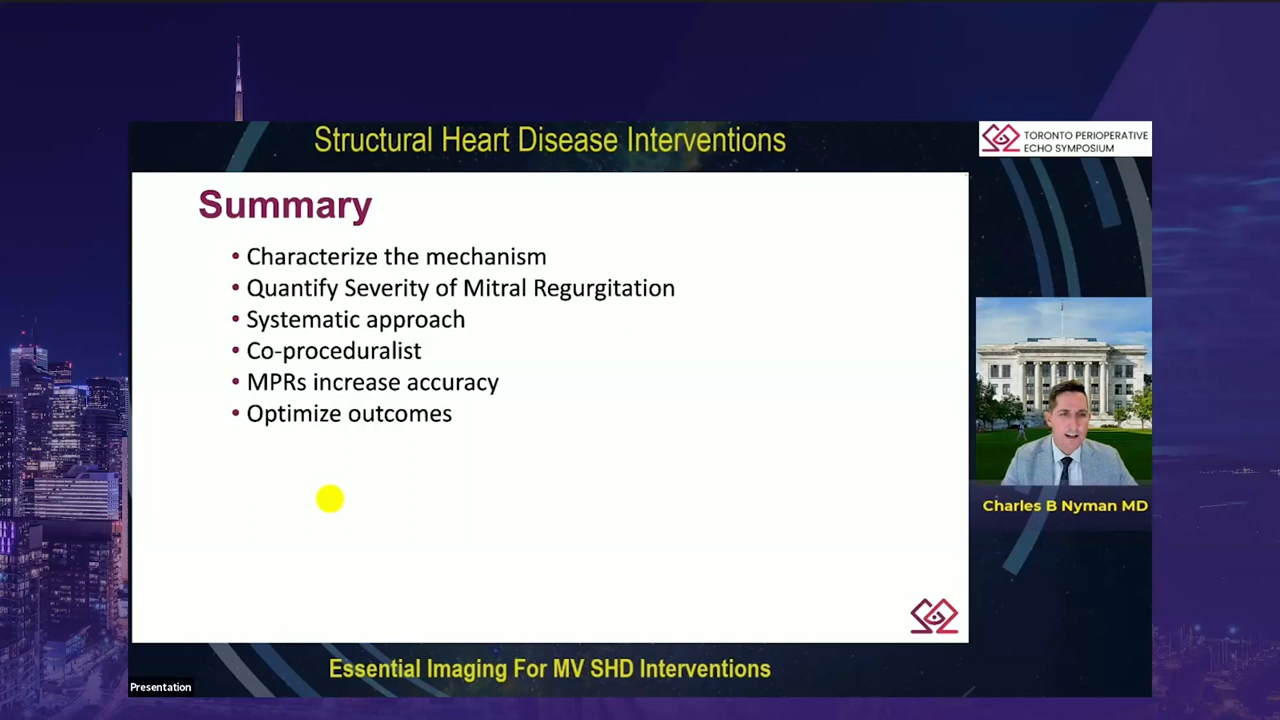 Structural Heart Disease Interventions
TORONTO PERIOPERATIVE
ECHO SYMPOSIUM
Summary
• Characterize the mechanism
• Quantify Severity of Mitral Regurgitation
• Systematic approach
• Co-proceduralist
• MPRs increase accuracy
• Optimize outcomes
Charles B Nyman MD
Essential Imaging For MV SHD Interventions
Presentation